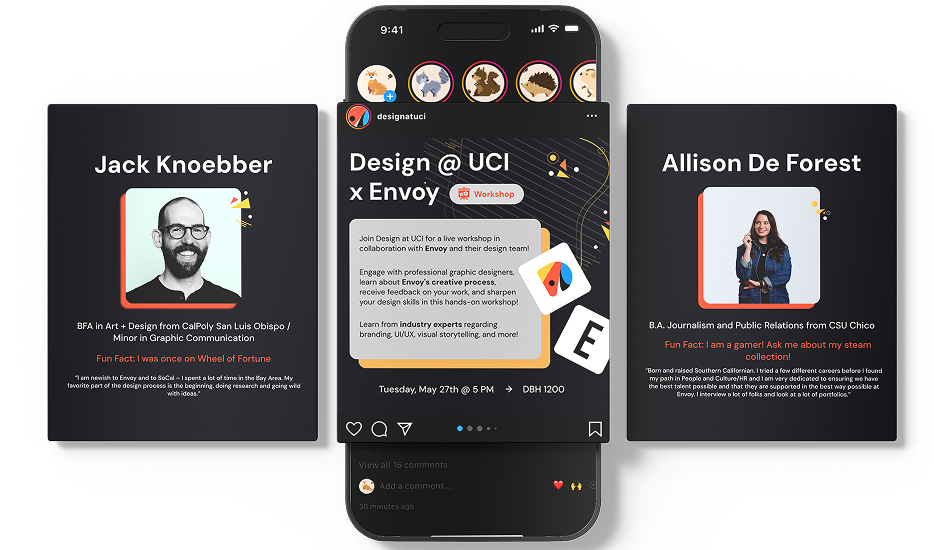 Jack Knoebber
BFA in Art + Design from CalPoly San Luis Obispo /
Minor in Graphic Communication
Fun Fact: I was once on Wheel of Fortune
"I am newish to Envoy and to SoCal – I spent a lot of time in the Bay Area. My
favorite part of the design process is the beginning, doing research and going wild
with ideas."
9:41
designatuci
Design @ UCI
x Envoy
Workshop
Join Design at UCI for a live workshop in
collaboration with Envoy and their design team!
Engage with professional graphic designers,
learn about Envoy's creative process,
receive feedback on your work, and sharpen
your design skills in this hands-on workshop!
Learn from industry experts regarding
branding, UI/UX, visual storytelling, and more!
E
Tuesday, May 27th @ 5 PM → DBH 1200
View all 16 comments
Add a comment...
30 minutes ago
Allison De Forest
B.A. Journalism and Public Relations from CSU Chico
Fun Fact: I am a gamer! Ask me about my steam
collection!
"Born and raised Southern Californian, I tried a few different careers before I found
my path in People and Culture/HR and I am very dedicated to ensuring we have
the best talent possible and that they are supported in the best way possible at
Envoy. I interview a lot of folks and look at a lot of portfolios."